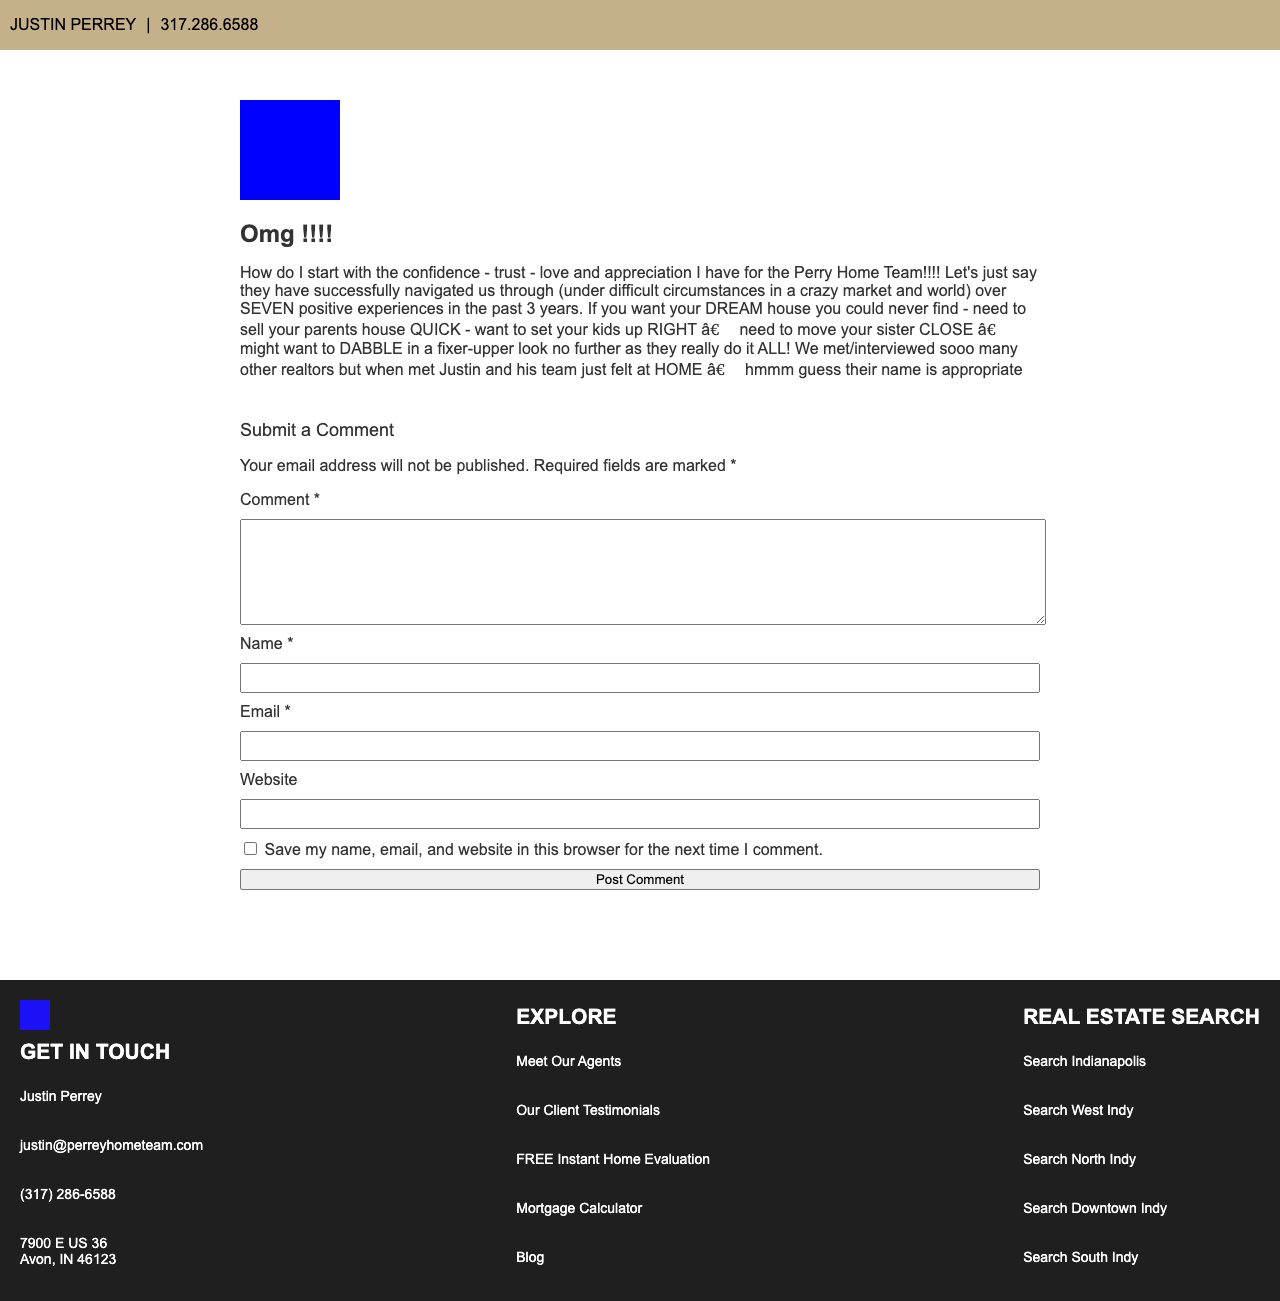 JUSTIN PERREY | 317.286.6588
Omg !!!!
How do I start with the confidence - trust - love and appreciation I have for the Perry Home Team!!!! Let's just say
they have successfully navigated us through (under difficult circumstances in a crazy market and world) over
SEVEN positive experiences in the past 3 years. If you want your DREAM house you could never find - need to
sell your parents house QUICK - want to set your kids up RIGHT â€ need to move your sister CLOSE â€
might want to DABBLE in a fixer-upper look no further as they really do it ALL! We met/interviewed sooo many
other realtors but when met Justin and his team just felt at HOME â€ hmmm guess their name is appropriate
Submit a Comment
Your email address will not be published. Required fields are marked *
Comment *
Name *
Email *
Website
Save my name, email, and website in this browser for the next time I comment.
Post Comment
GET IN TOUCH
Justin Perrey
justin@perreyhometeam.com
(317) 286-6588
7900 E US 36
Avon, IN 46123
EXPLORE
Meet Our Agents
Our Client Testimonials
FREE Instant Home Evaluation
Mortgage Calculator
Blog
REAL ESTATE SEARCH
Search Indianapolis
Search West Indy
Search North Indy
Search Downtown Indy
Search South Indy